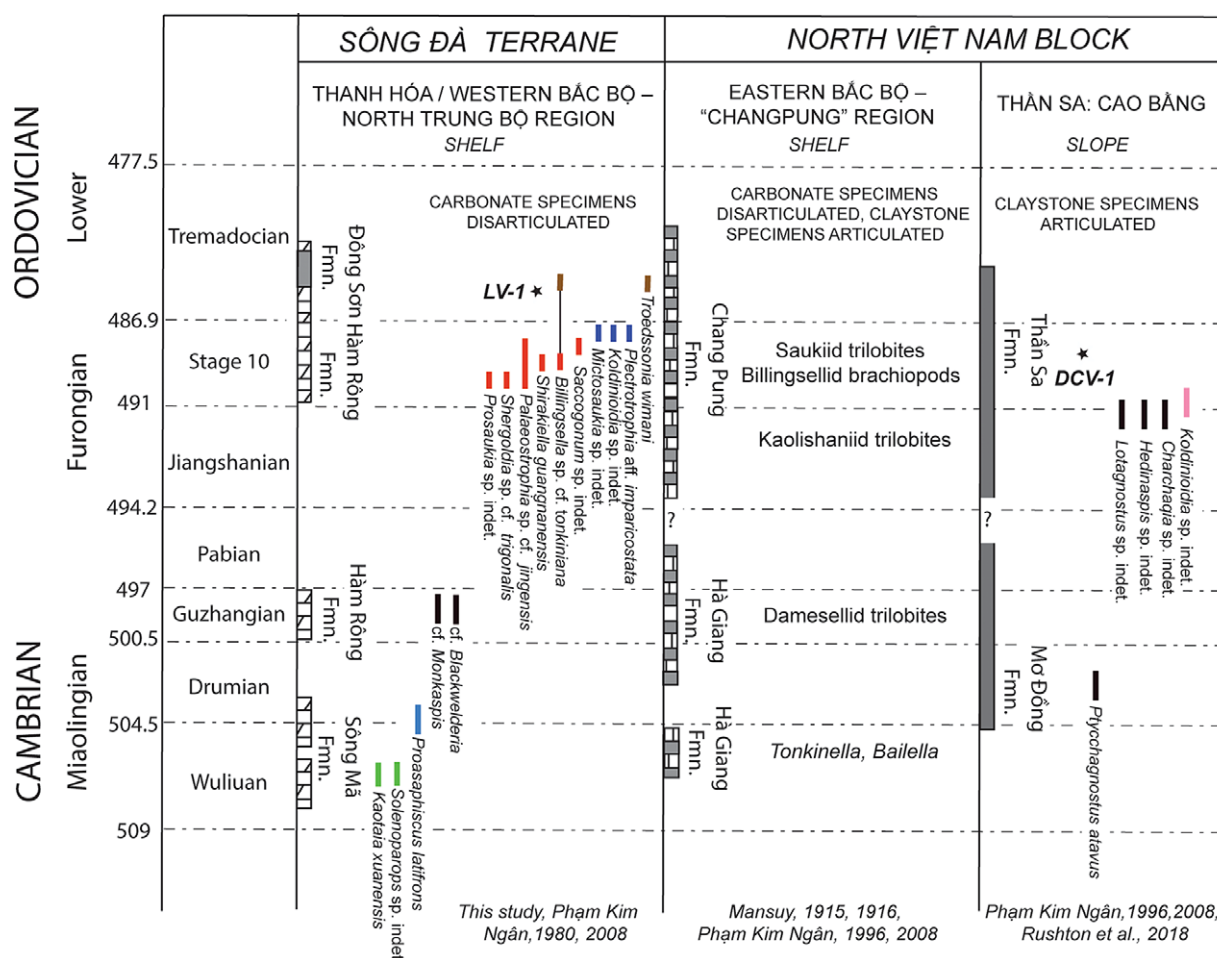 SÔNG ĐÀ TERRANE
NORTH VIỆT NAM BLOCK
THANH HÓA / WESTERN BẮC BỘ –
NORTH TRUNG BỘ REGION
SHELF
EASTERN BẮC BỘ –
“CHANGPUNG” REGION
SHELF
THẦN SA: CAO BẰNG
SLOPE
ORDOVICIAN
Lower
CAMBRIAN
Furongian
Miaolingian
477.5
Tremadocian
486.9
Stage 10
491
Jiangshanian
494.2
Pabian
497
Guzhangian
500.5
Drumian
504.5
Wuliuan
509
CARBONATE SPECIMENS
DISARTICULATED
Đông Sơn
Fmn.
Hàm Rông
Fmn.
Hàm Rông
Fmn.
Sông Mã
Fmn.
LV-1
Prosaukia sp. indet.
Shergoldia sp. cf. trigonalis
Palaeostrophia sp. cf. jingensis
Shirakiella guangnanensis
Billingsella sp. cf. tonkiniana
Saccogonum sp. indet.
Mictosaukia sp. indet.
Koldinioidia sp. indet.
Plectrotrophia aff. imparicostata
Troedssonia wimani
cf. Monkaspis
cf. Blackwelderia
Proasaphiscus latifrons
Solenoparops sp. indet
Kaotaia xuanensis
This study, Phạm Kim
Ngân,1980, 2008
CARBONATE SPECIMENS
DISARTICULATED, CLAYSTONE
SPECIMENS ARTICULATED
Chang Pung
Fmn.
Saukiid trilobites
Billingsellid brachiopods
Kaolishaniid trilobites
?
Hà Giang
Fmn.
Damesellid trilobites
Hà Giang
Fmn.
Tonkinella, Bailella
Mansuy, 1915, 1916,
Phạm Kim Ngân, 1996, 2008
CLAYSTONE SPECIMENS
ARTICULATED
Thần Sa
Fmn.
DCV-1
Lotagnostus sp. indet.
Hedinaspis sp. indet.
Charchaqia sp. indet.
Koldinioidia sp. indet.
?
Mơ Đồng
Fmn.
Ptycchagnostus atavus
Phạm Kim Ngân,1996,2008,
Rushton et al., 2018